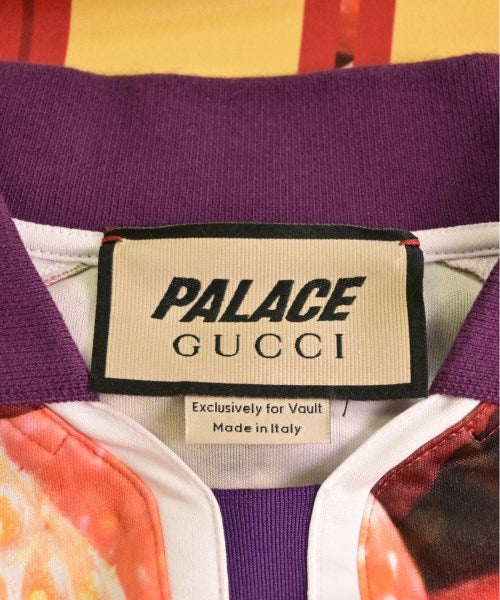 PALACE
GUCCI
Exclusively for Vault
Made in Italy